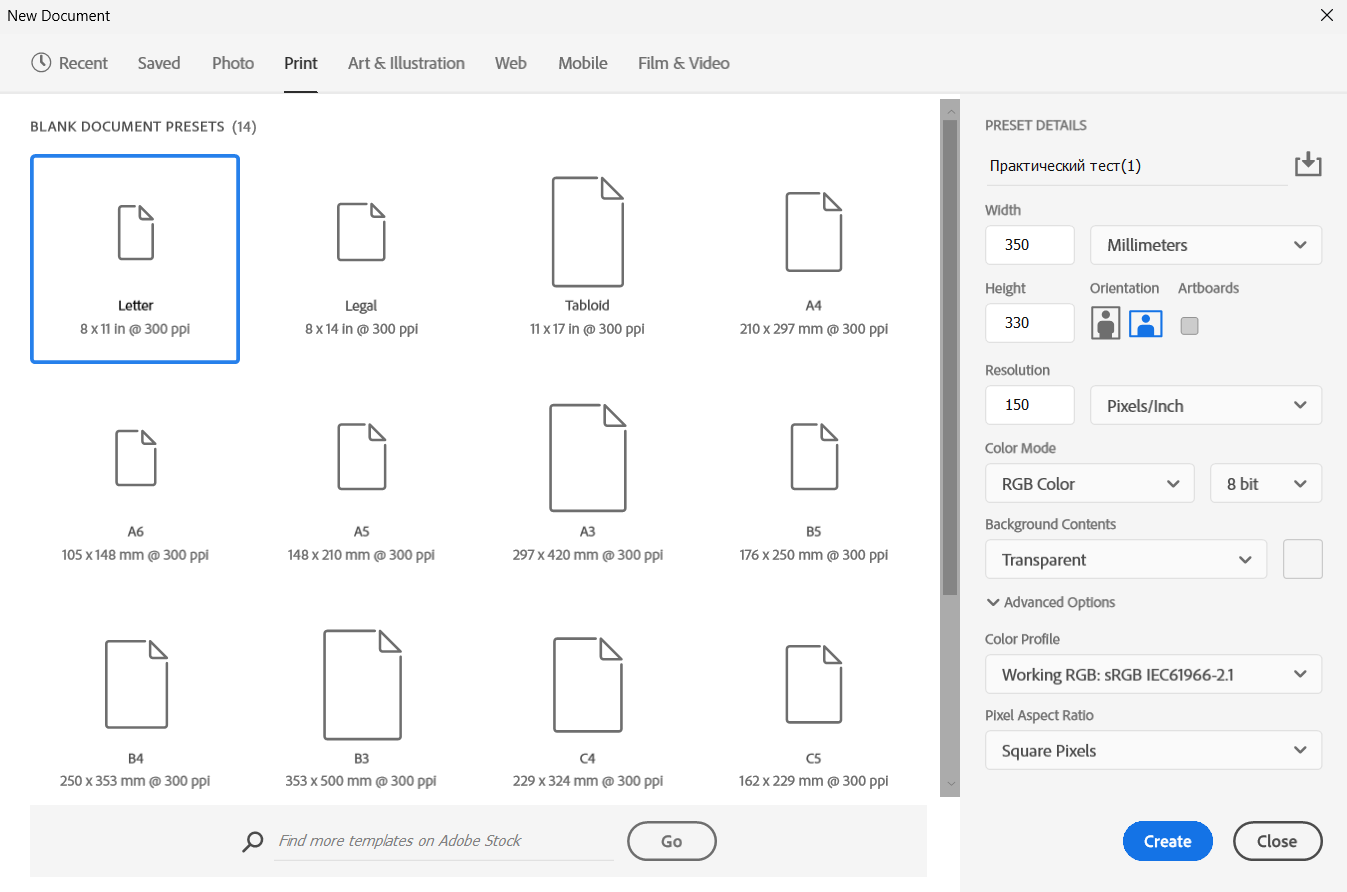 New Document
Recent Saved Photo Print Art & Illustration Web Mobile Film & Video
BLANK DOCUMENT PRESETS (14)
Letter
8 x 11 in @ 300 ppi
Legal
8 x 14 in @ 300 ppi
Tabloid
11 x 17 in @ 300 ppi
A4
210 x 297 mm @ 300 ppi
A6
105 x 148 mm @ 300 ppi
A5
148 x 210 mm @ 300 ppi
A3
297 x 420 mm @ 300 ppi
B5
176 x 250 mm @ 300 ppi
B4
250 x 353 mm @ 300 ppi
B3
353 x 500 mm @ 300 ppi
C4
229 x 324 mm @ 300 ppi
C5
162 x 229 mm @ 300 ppi
Find more templates on Adobe Stock
Go
PRESET DETAILS
Практический тест(1)
Width
350 Millimeters
Height Orientation Artboards
330
Resolution
150 Pixels/Inch
Color Mode
RGB Color 8 bit
Background Contents
Transparent
Advanced Options
Color Profile
Working RGB: sRGB IEC61966-2.1
Pixel Aspect Ratio
Square Pixels
Create Close